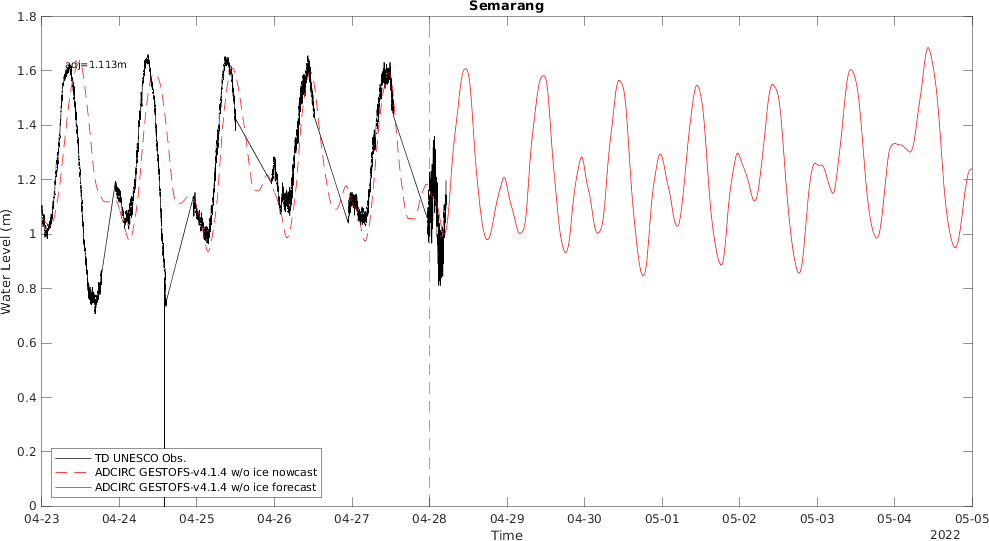 Semarang
1.8
1.6
1.4
1.2
1
0.8
0.6
0.4
0.2
0
Water Level (m)
adj=1.113m
TD UNESCO Obs.
ADCIRC GESTOFS-v4.1.4 w/o ice nowcast
ADCIRC GESTOFS-v4.1.4 w/o ice forecast
04-23 04-24 04-25 04-26 04-27 04-28 04-29 04-30 05-01 05-02 05-03 05-04 05-05
Time
2022